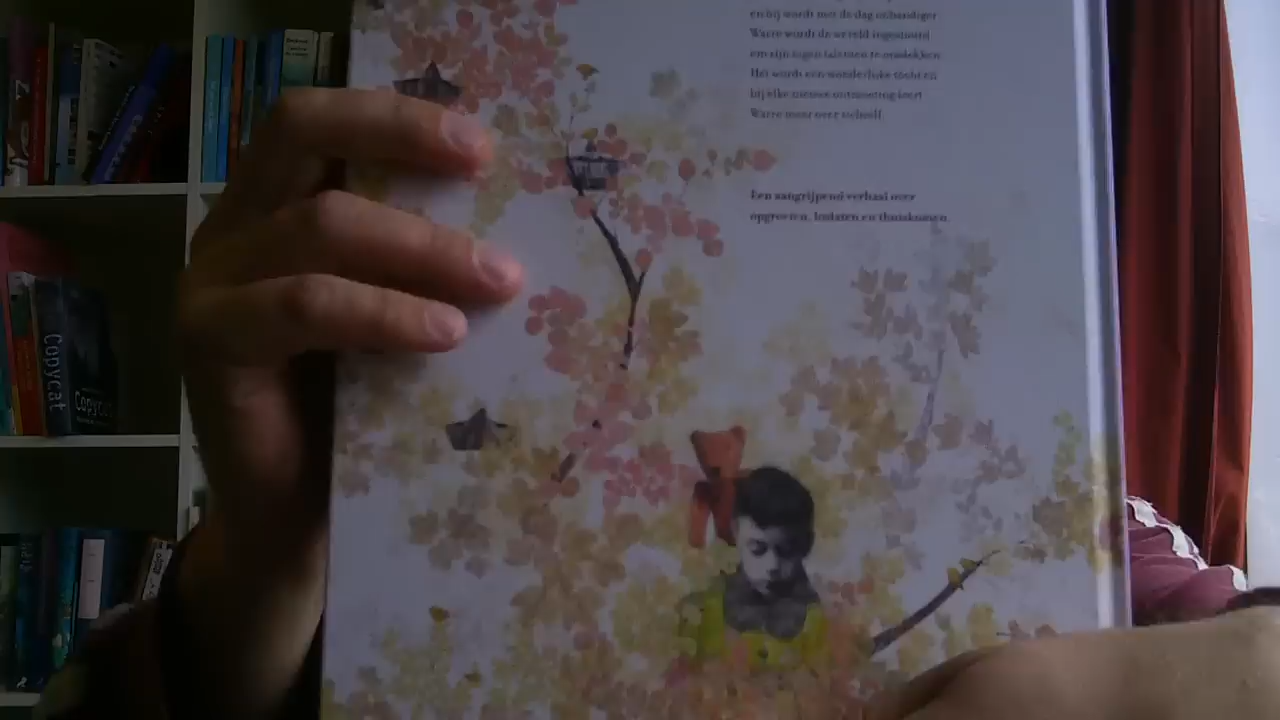 en hij wordt met de dag onhandiger
Warre wordt de wereld ingestuurd
om zijn eigen talenten te ontdekken
Het wordt een wonderlijke tocht en
bij elke nieuwe ontmoeting leert
Warre meer over zichzelf.
Een aangrijpend verhaal over
opgroeien, loslaten en thuiskomen.
Copycat
Copycat